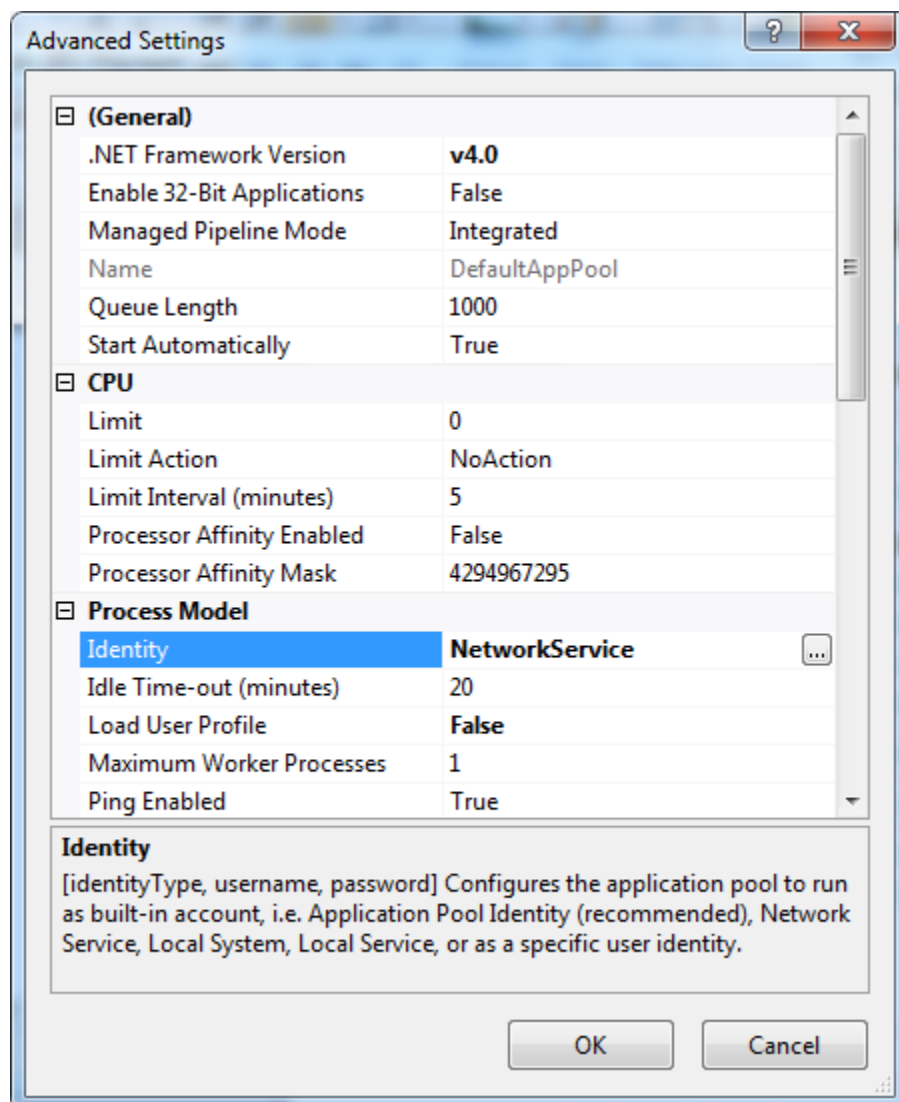 Advanced Settings
(General)
.NET Framework Version v4.0
Enable 32-Bit Applications False
Managed Pipeline Mode Integrated
Name DefaultAppPool
Queue Length 1000
Start Automatically True
CPU
Limit 0
Limit Action NoAction
Limit Interval (minutes) 5
Processor Affinity Enabled False
Processor Affinity Mask 4294967295
Process Model
Identity NetworkService ...
Idle Time-out (minutes) 20
Load User Profile False
Maximum Worker Processes 1
Ping Enabled True
Identity
[identityType, username, password] Configures the application pool to run
as built-in account, i.e. Application Pool Identity (recommended), Network
Service, Local System, Local Service, or as a specific user identity.
OK Cancel